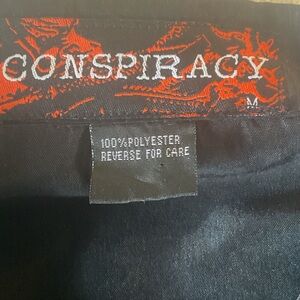 CONSPIRACY
M
100%POLYESTER
REVERSE FOR CARE